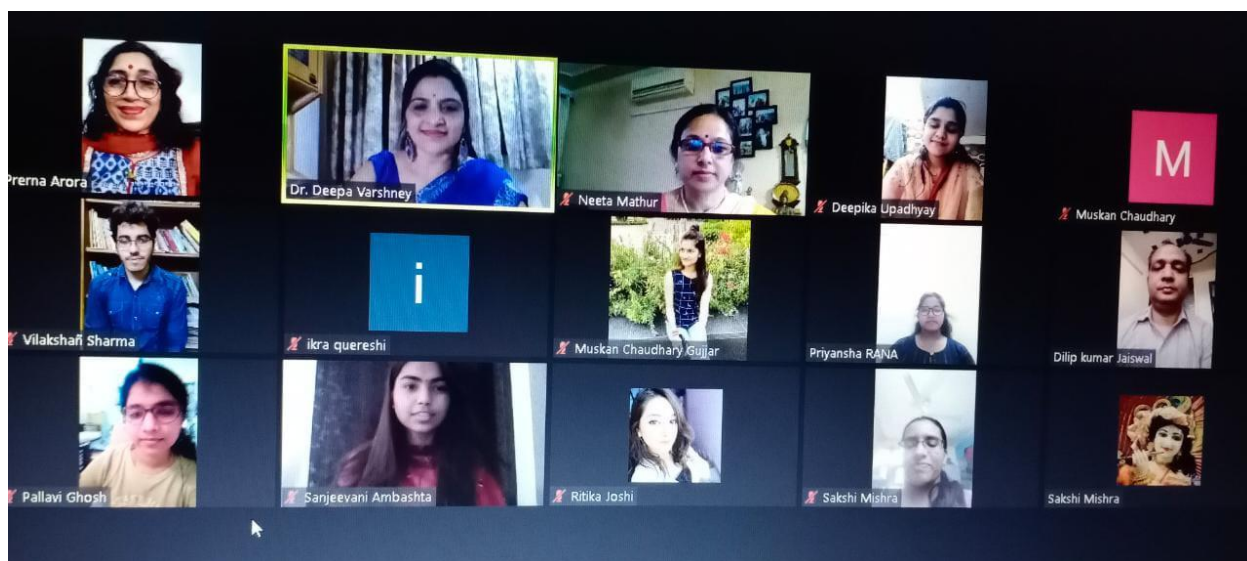 Prerna Arora
Dr. Deepa Varshney
Neeta Mathur
Deepika Upadhyay
M
Muskan Chaudhary
Vilakshan Sharma
i
ikra quereshi
Muskan Chaudhary Gujjar
Priyansha RANA
Dilip kumar Jaiswal
Pallavi Ghosh
Sanjeevani Ambashta
Ritika Joshi
Sakshi Mishra
Sakshi Mishra